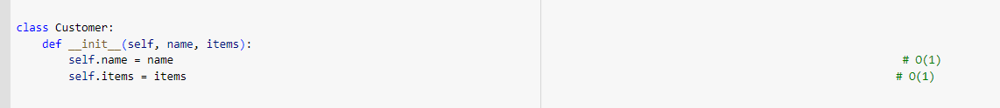 class Customer:
    def __init__(self, name, items):
        self.name = name # O(1)
        self.items = items # O(1)